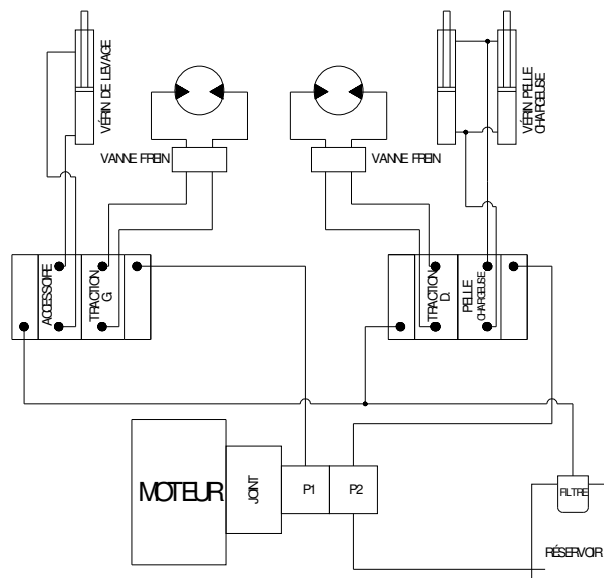 VÉRIN DE LEVAGE
VÉRIN PELLE
CHARGEUSE
VANNE FREIN
VANNE FREIN
ACCESSOIRE
TRACTION
G.
TRACTION
D.
PELLE
CHARGEUSE
MOTEUR
JOINT
P1
P2
FILTRE
RÉSERVOIR